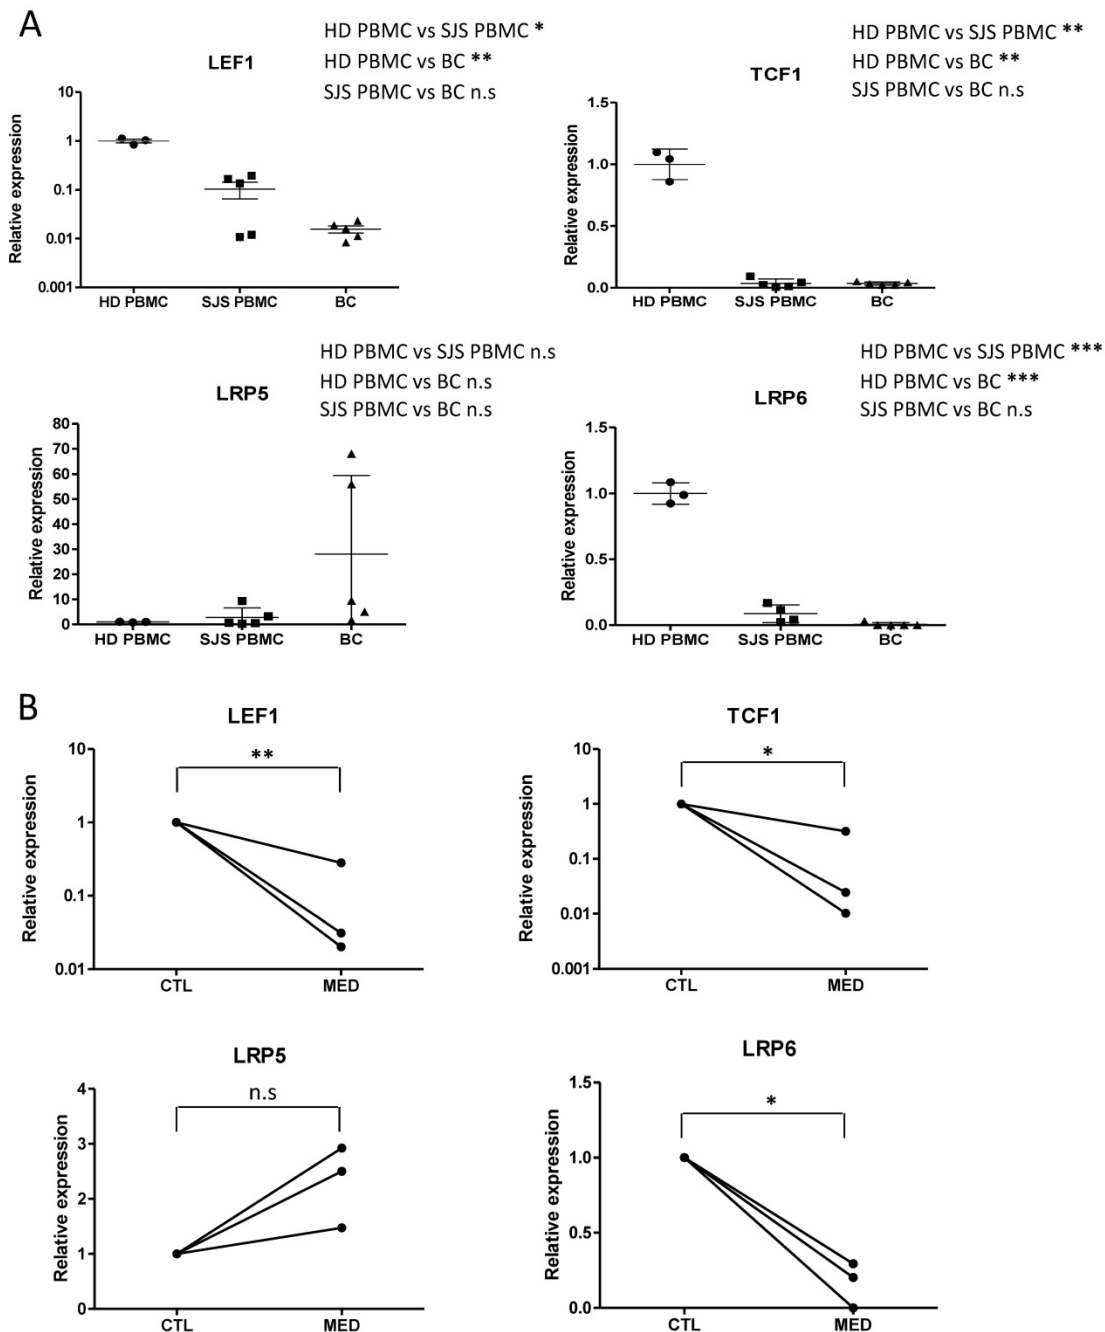 A
LEF1
HD PBMC vs SJS PBMC *
HD PBMC vs BC **
SJS PBMC vs BC n.s
Relative expression
10
1
0.1
0.01
0.001
HD PBMC SJS PBMC BC
TCF1
HD PBMC vs SJS PBMC **
HD PBMC vs BC **
SJS PBMC vs BC n.s
Relative expression
1.5
1.0
0.5
0.0
HD PBMC SJS PBMC BC
LRP5
HD PBMC vs SJS PBMC n.s
HD PBMC vs BC n.s
SJS PBMC vs BC n.s
Relative expression
80
70
60
50
40
30
20
10
0
HD PBMC SJS PBMC BC
LRP6
HD PBMC vs SJS PBMC ***
HD PBMC vs BC ***
SJS PBMC vs BC n.s
Relative expression
1.5
1.0
0.5
0.0
HD PBMC SJS PBMC BC
B
LEF1
**
Relative expression
10
1
0.1
0.01
CTL MED
TCF1
*
Relative expression
10
1
0.1
0.01
0.001
CTL MED
LRP5
n.s
Relative expression
4
3
2
1
0
CTL MED
LRP6
*
Relative expression
1.5
1.0
0.5
0.0
CTL MED